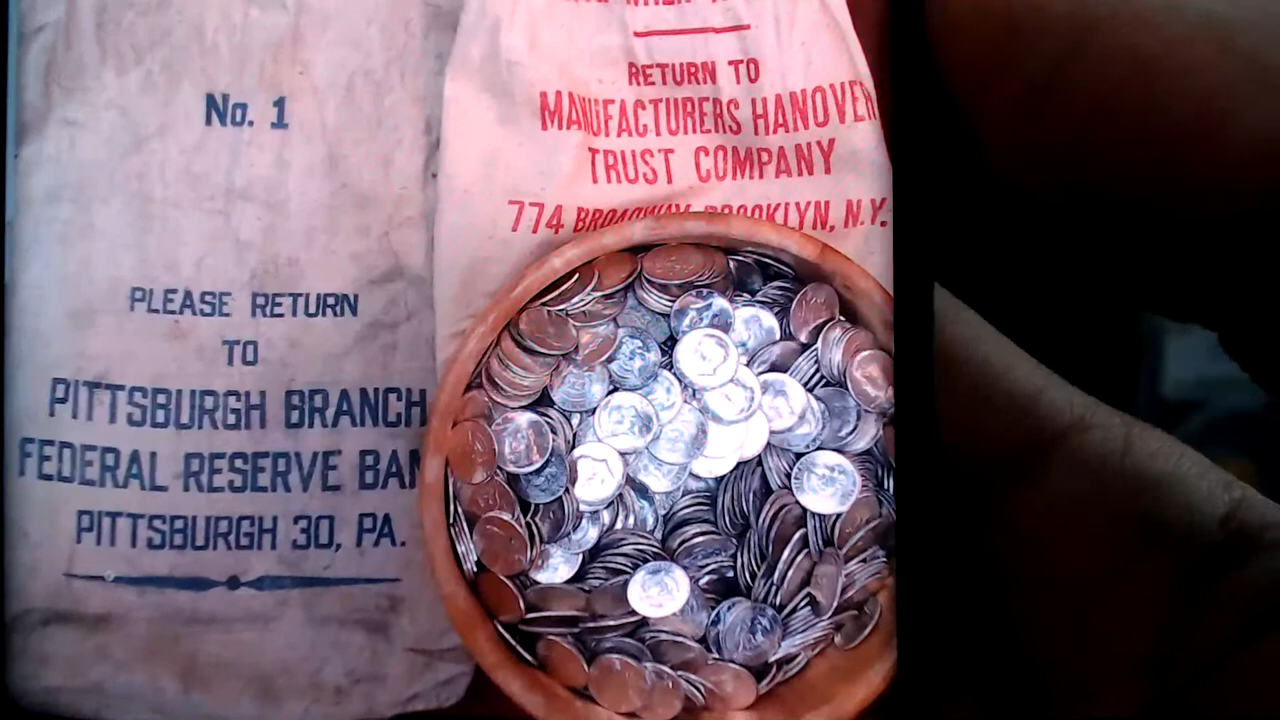 No. 1
PLEASE RETURN
TO
PITTSBURGH BRANCH
FEDERAL RESERVE
PITTSBURGH 30, PA.
RETURN TO
MANUFACTURERS HANOVER
TRUST COMPANY
774 BROADWAY BROOKLYN, N.Y.